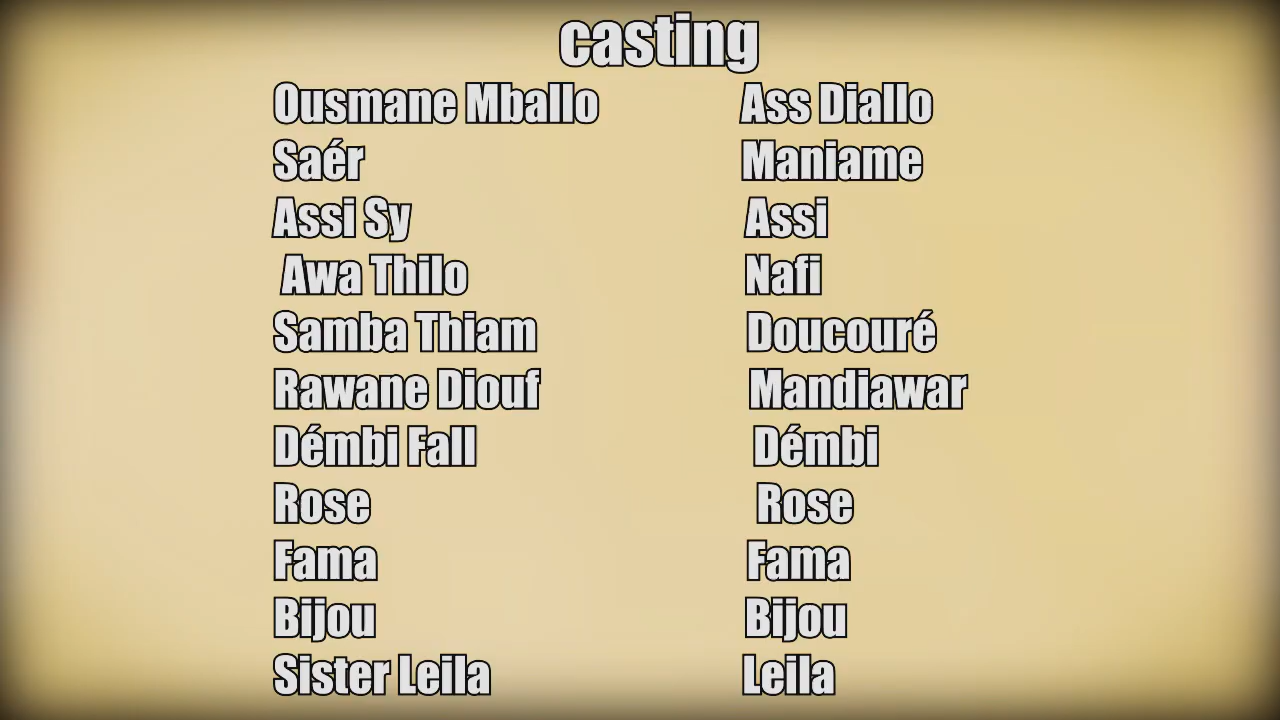 casting
Ousmane Mballo Ass Diallo
Saér Maniame
Assi Sy Assi
Awa Thilo Nafi
Samba Thiam Doucouré
Rawane Diouf Mandiawar
Démbi Fall Démbi
Rose Rose
Fama Fama
Bijou Bijou
Sister Leila Leila